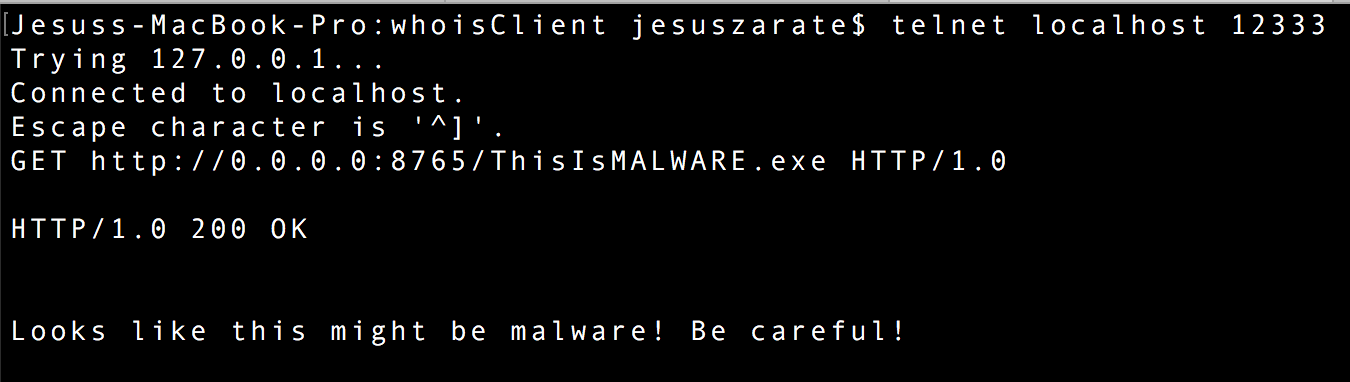 [Jesuss-MacBook-Pro:whoisClient jesuszarate$ telnet localhost 12333
Trying 127.0.0.1...
Connected to localhost.
Escape character is '^]'.
GET http://0.0.0.0:8765/ThisIsMALWARE.exe HTTP/1.0
HTTP/1.0 200 OK
Looks like this might be malware! Be careful!